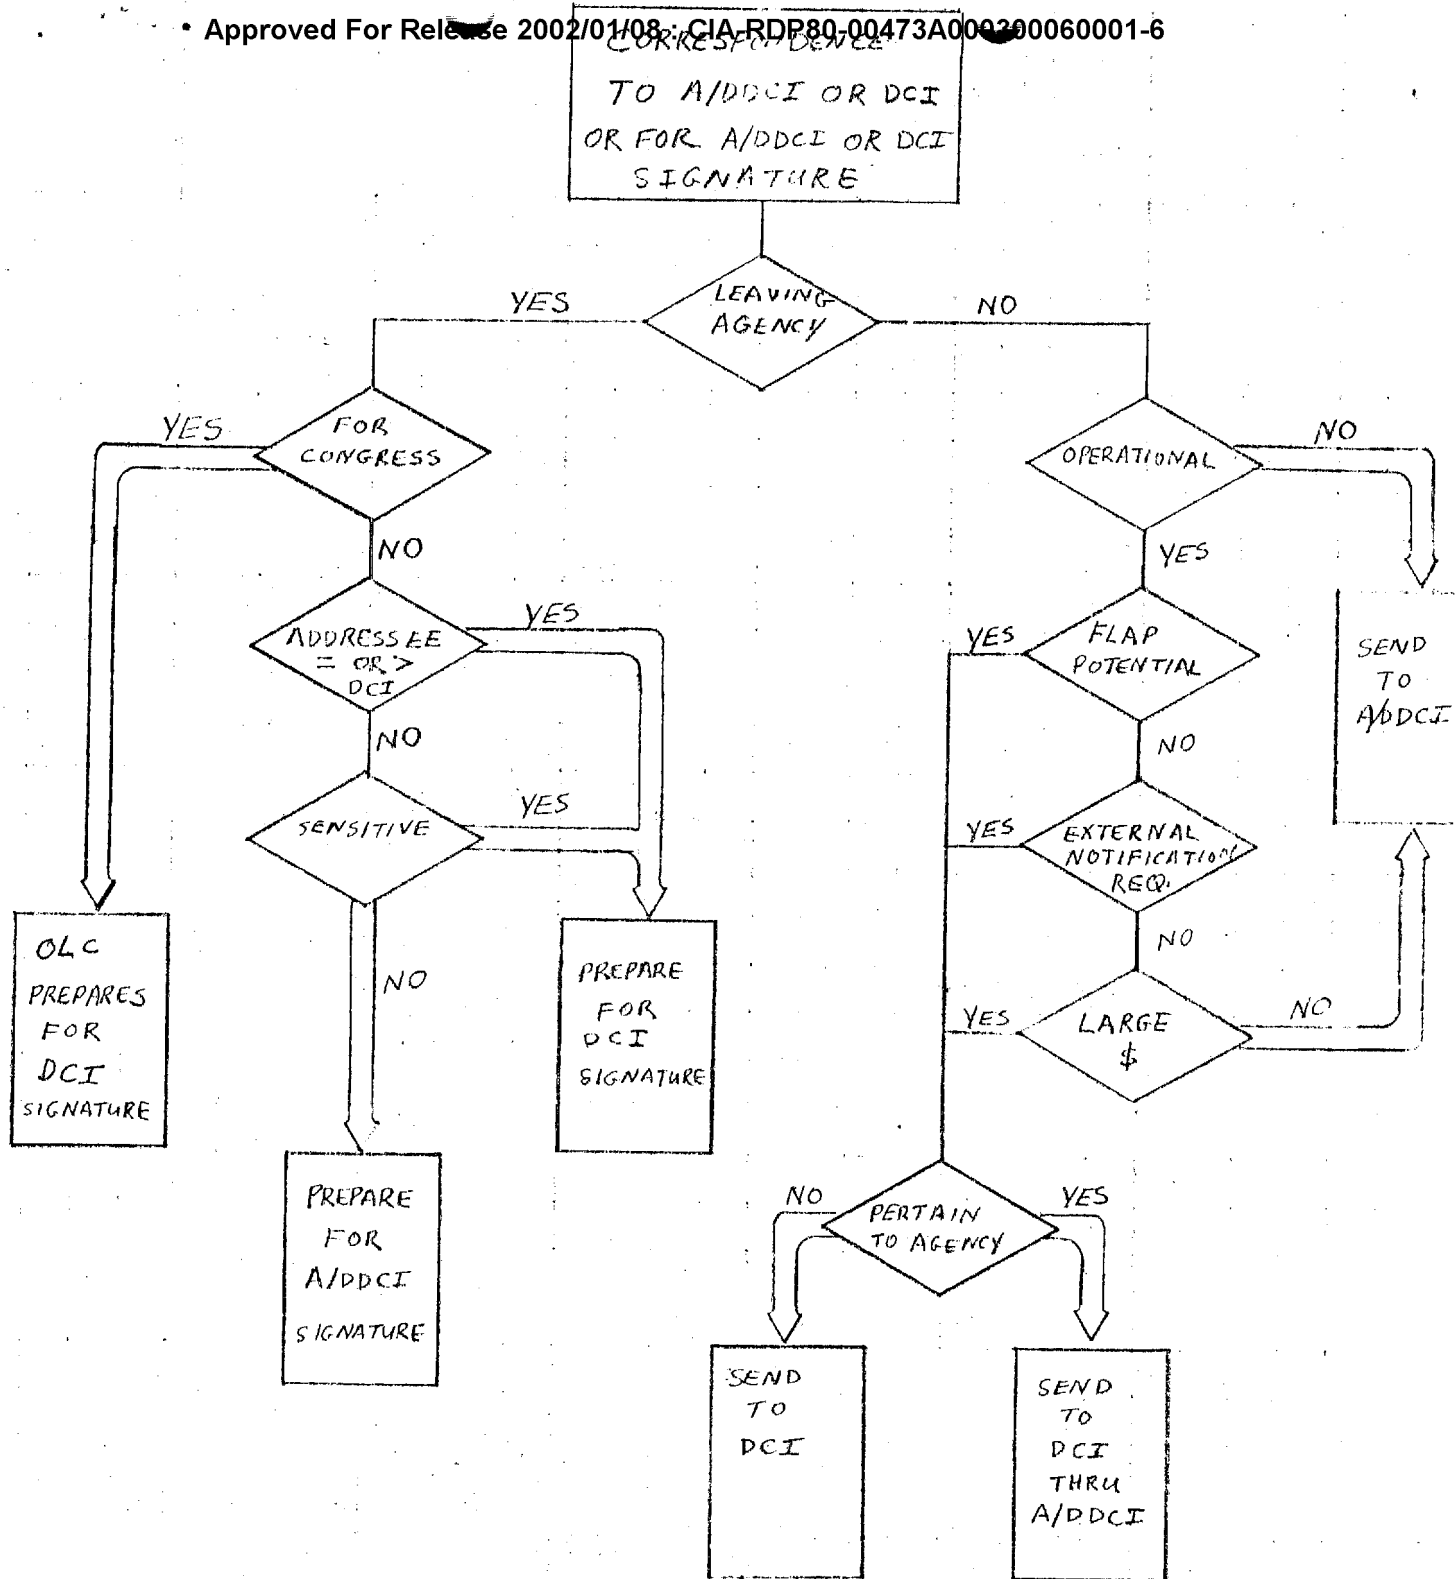 • Approved For Release 2002/01/08 : CIA-RDP80-00473A000300060001-6
CORRESPONDENCE
TO A/DDCI OR DCI
OR FOR A/DDCI OR DCI
SIGNATURE
LEAVING
AGENCY
YES
NO
FOR
CONGRESS
YES
NO
OPERATIONAL
NO
YES
ADDRESSEE
= OR >
DCI
YES
NO
FLAP
POTENTIAL
YES
NO
SEND
TO
A/DDCI
SENSITIVE
YES
NO
EXTERNAL
NOTIFICATION
REQ.
YES
NO
OLC
PREPARES
FOR
DCI
SIGNATURE
PREPARE
FOR
DCI
SIGNATURE
LARGE
$
YES
NO
PREPARE
FOR
A/DDCI
SIGNATURE
PERTAIN
TO AGENCY
NO
YES
SEND
TO
DCI
SEND
TO
DCI
THRU
A/DDCI